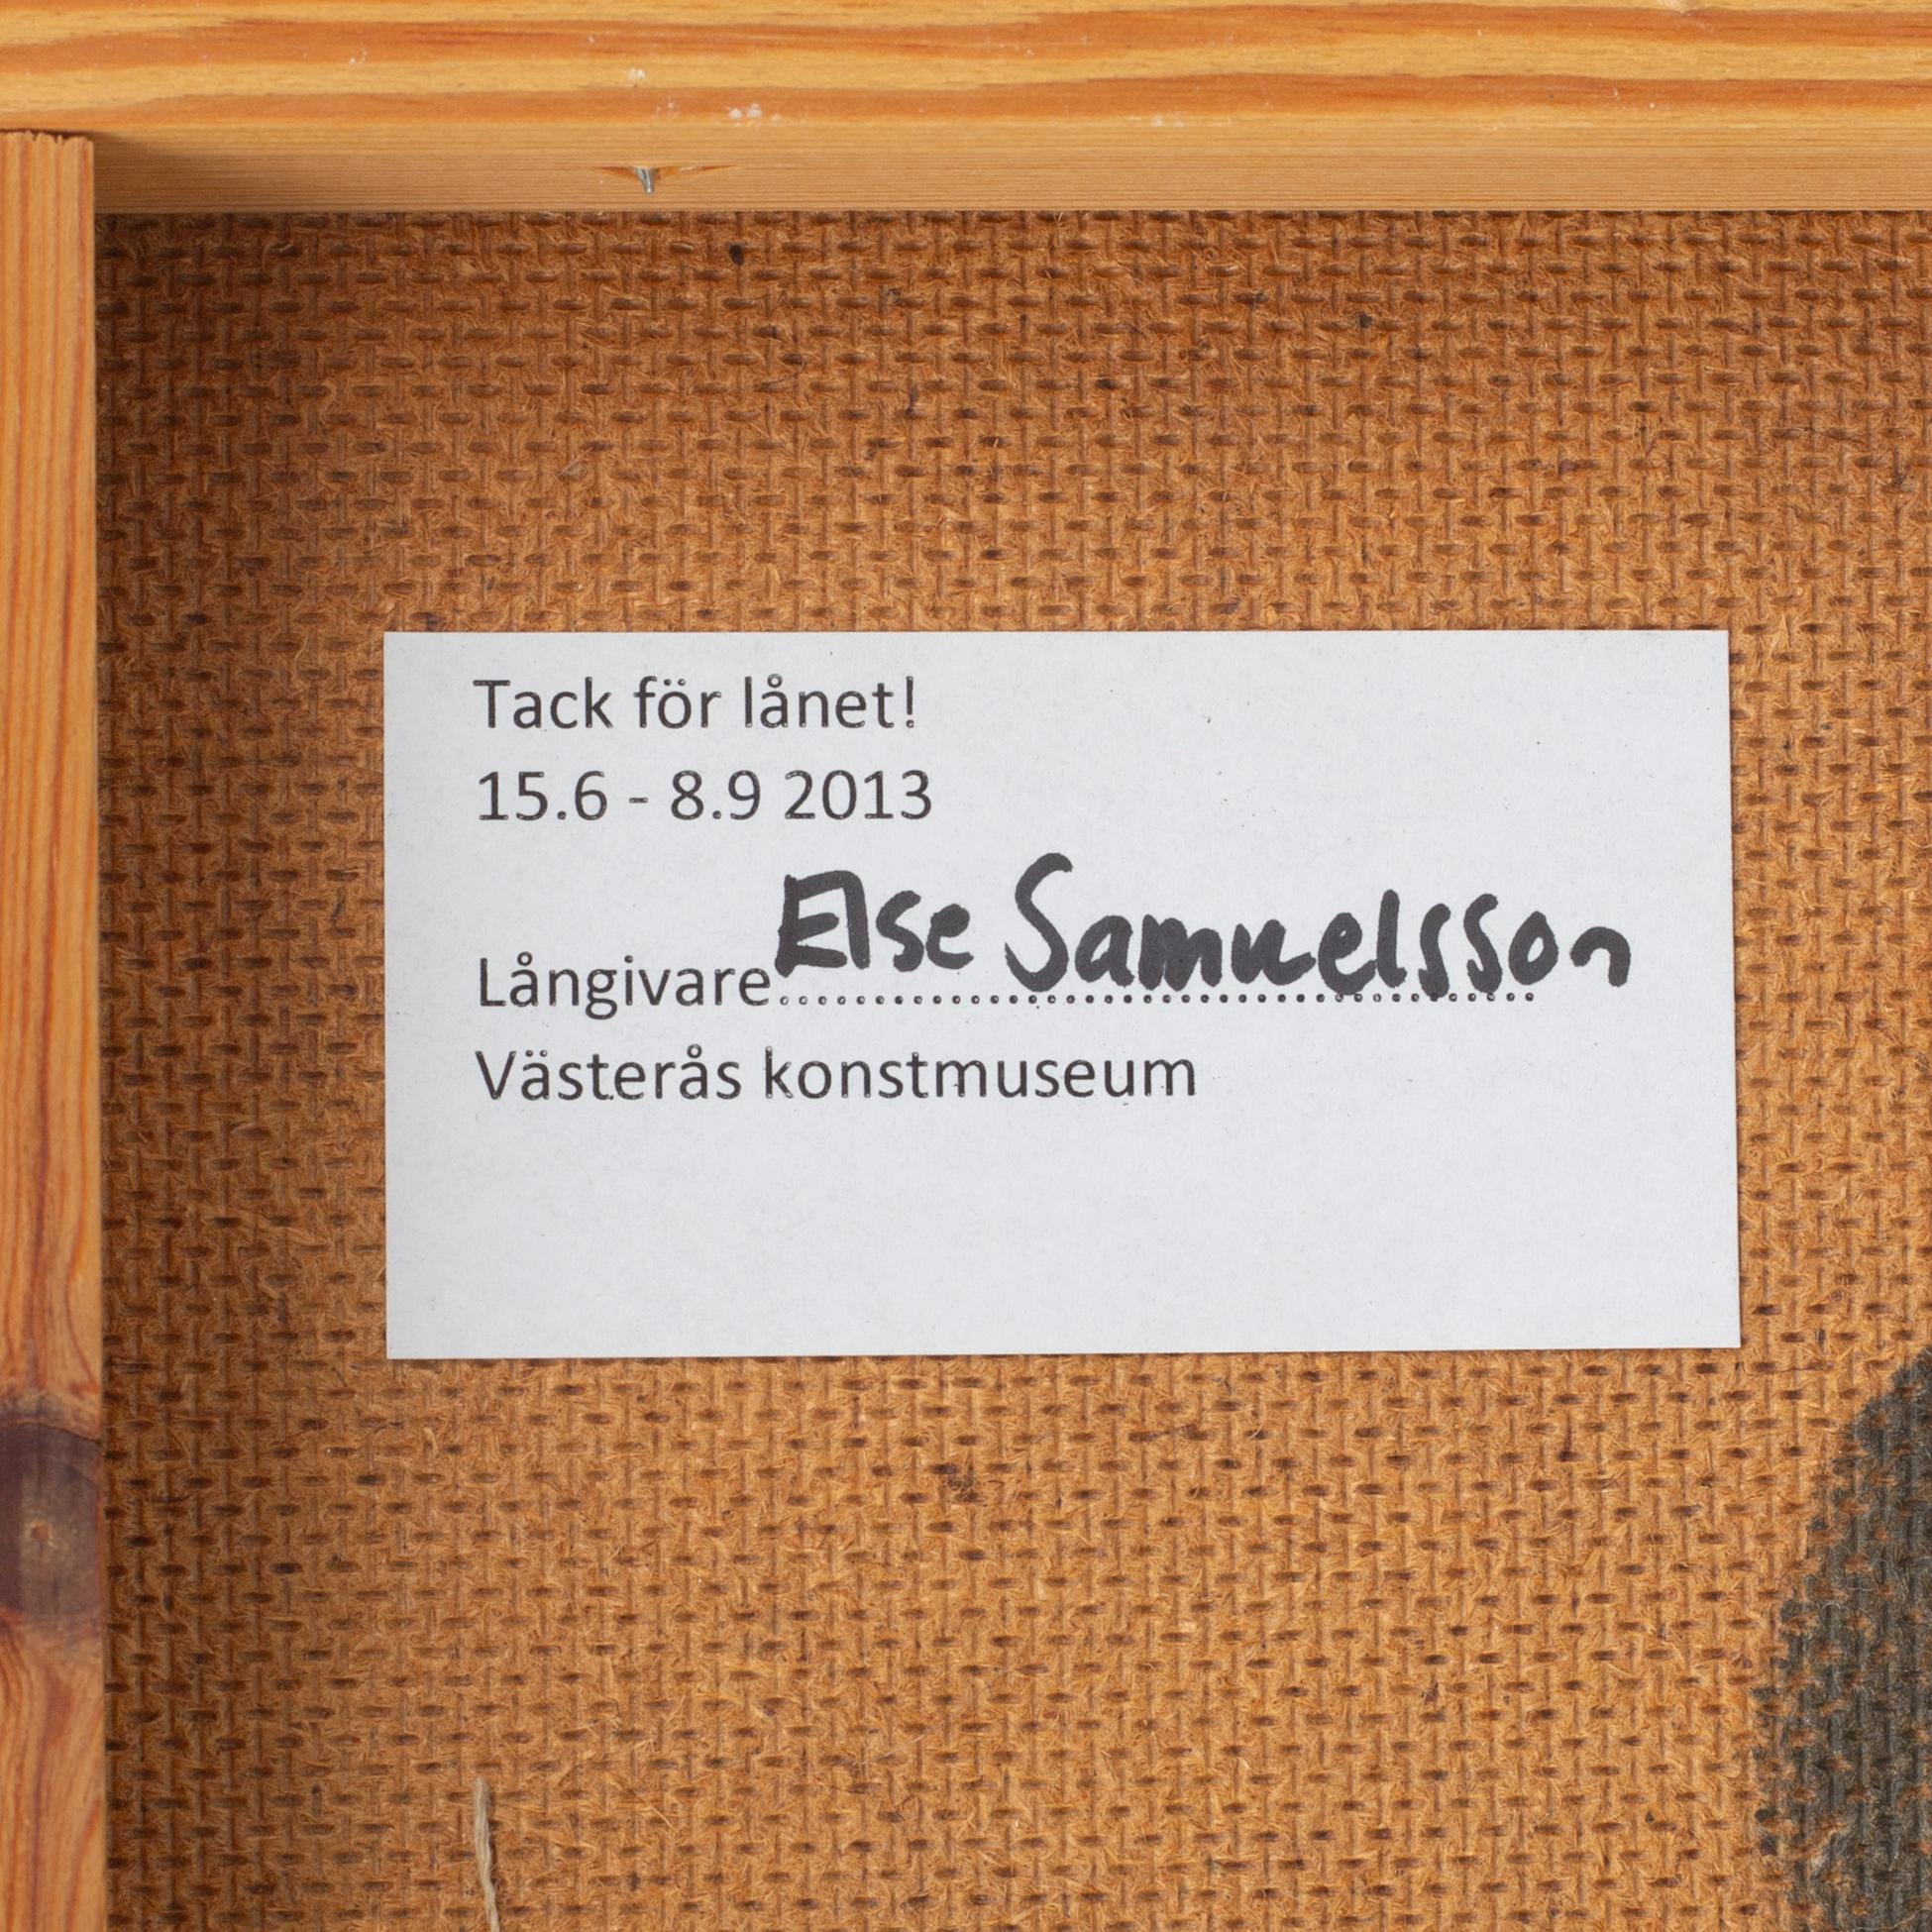 Tack för lånet!
15.6 - 8.9 2013
Långivare Else Samuelsson
Västerås konstmuseum